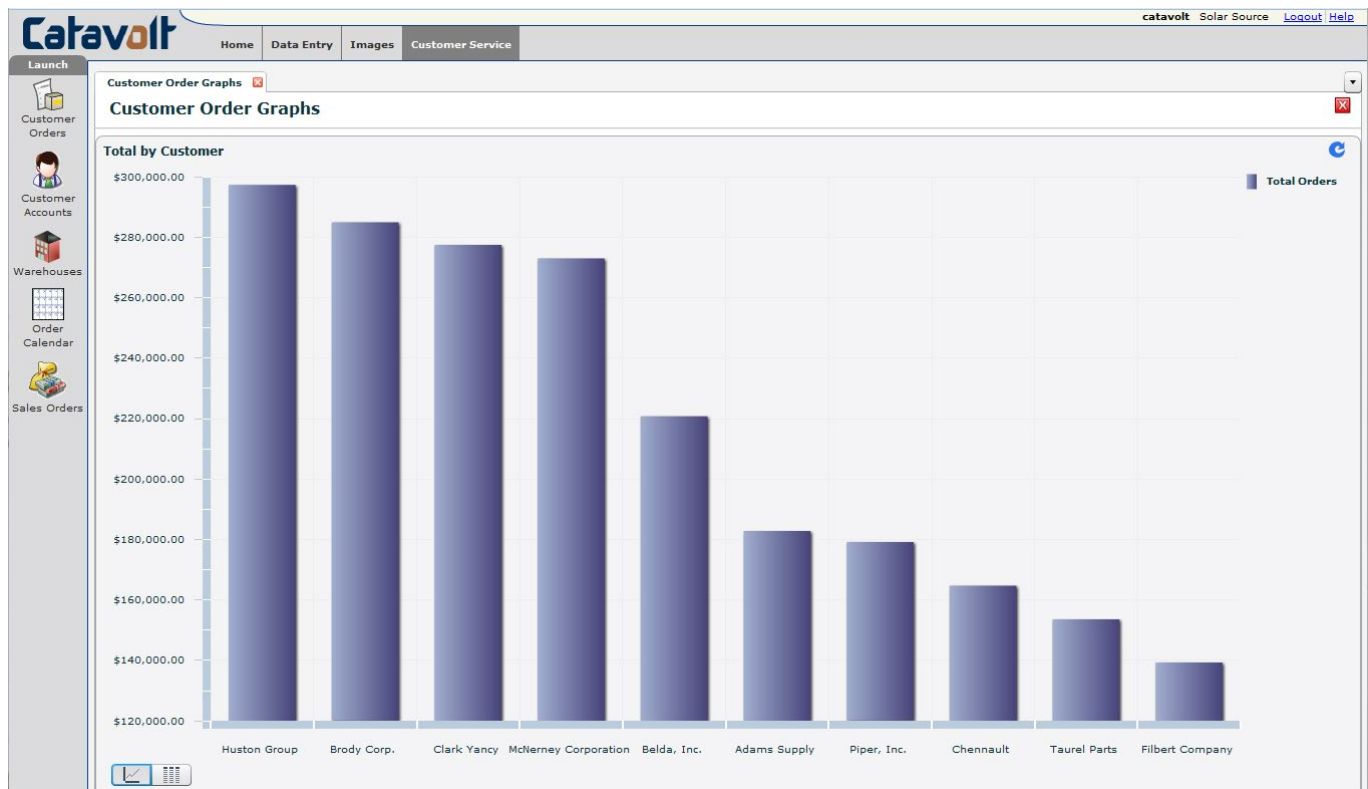 catavolt Solar Source Logout Help
Catavolt
Home Data Entry Images Customer Service
Launch
Customer
Orders
Customer
Accounts
Warehouses
Order
Calendar
Sales Orders
Customer Order Graphs
Customer Order Graphs
Total by Customer
Total Orders
$300,000.00
$280,000.00
$260,000.00
$240,000.00
$220,000.00
$200,000.00
$180,000.00
$160,000.00
$140,000.00
$120,000.00
Huston Group Brody Corp. Clark Yancy McNerney Corporation Belda, Inc. Adams Supply Piper, Inc. Chennault Taurel Parts Filbert Company